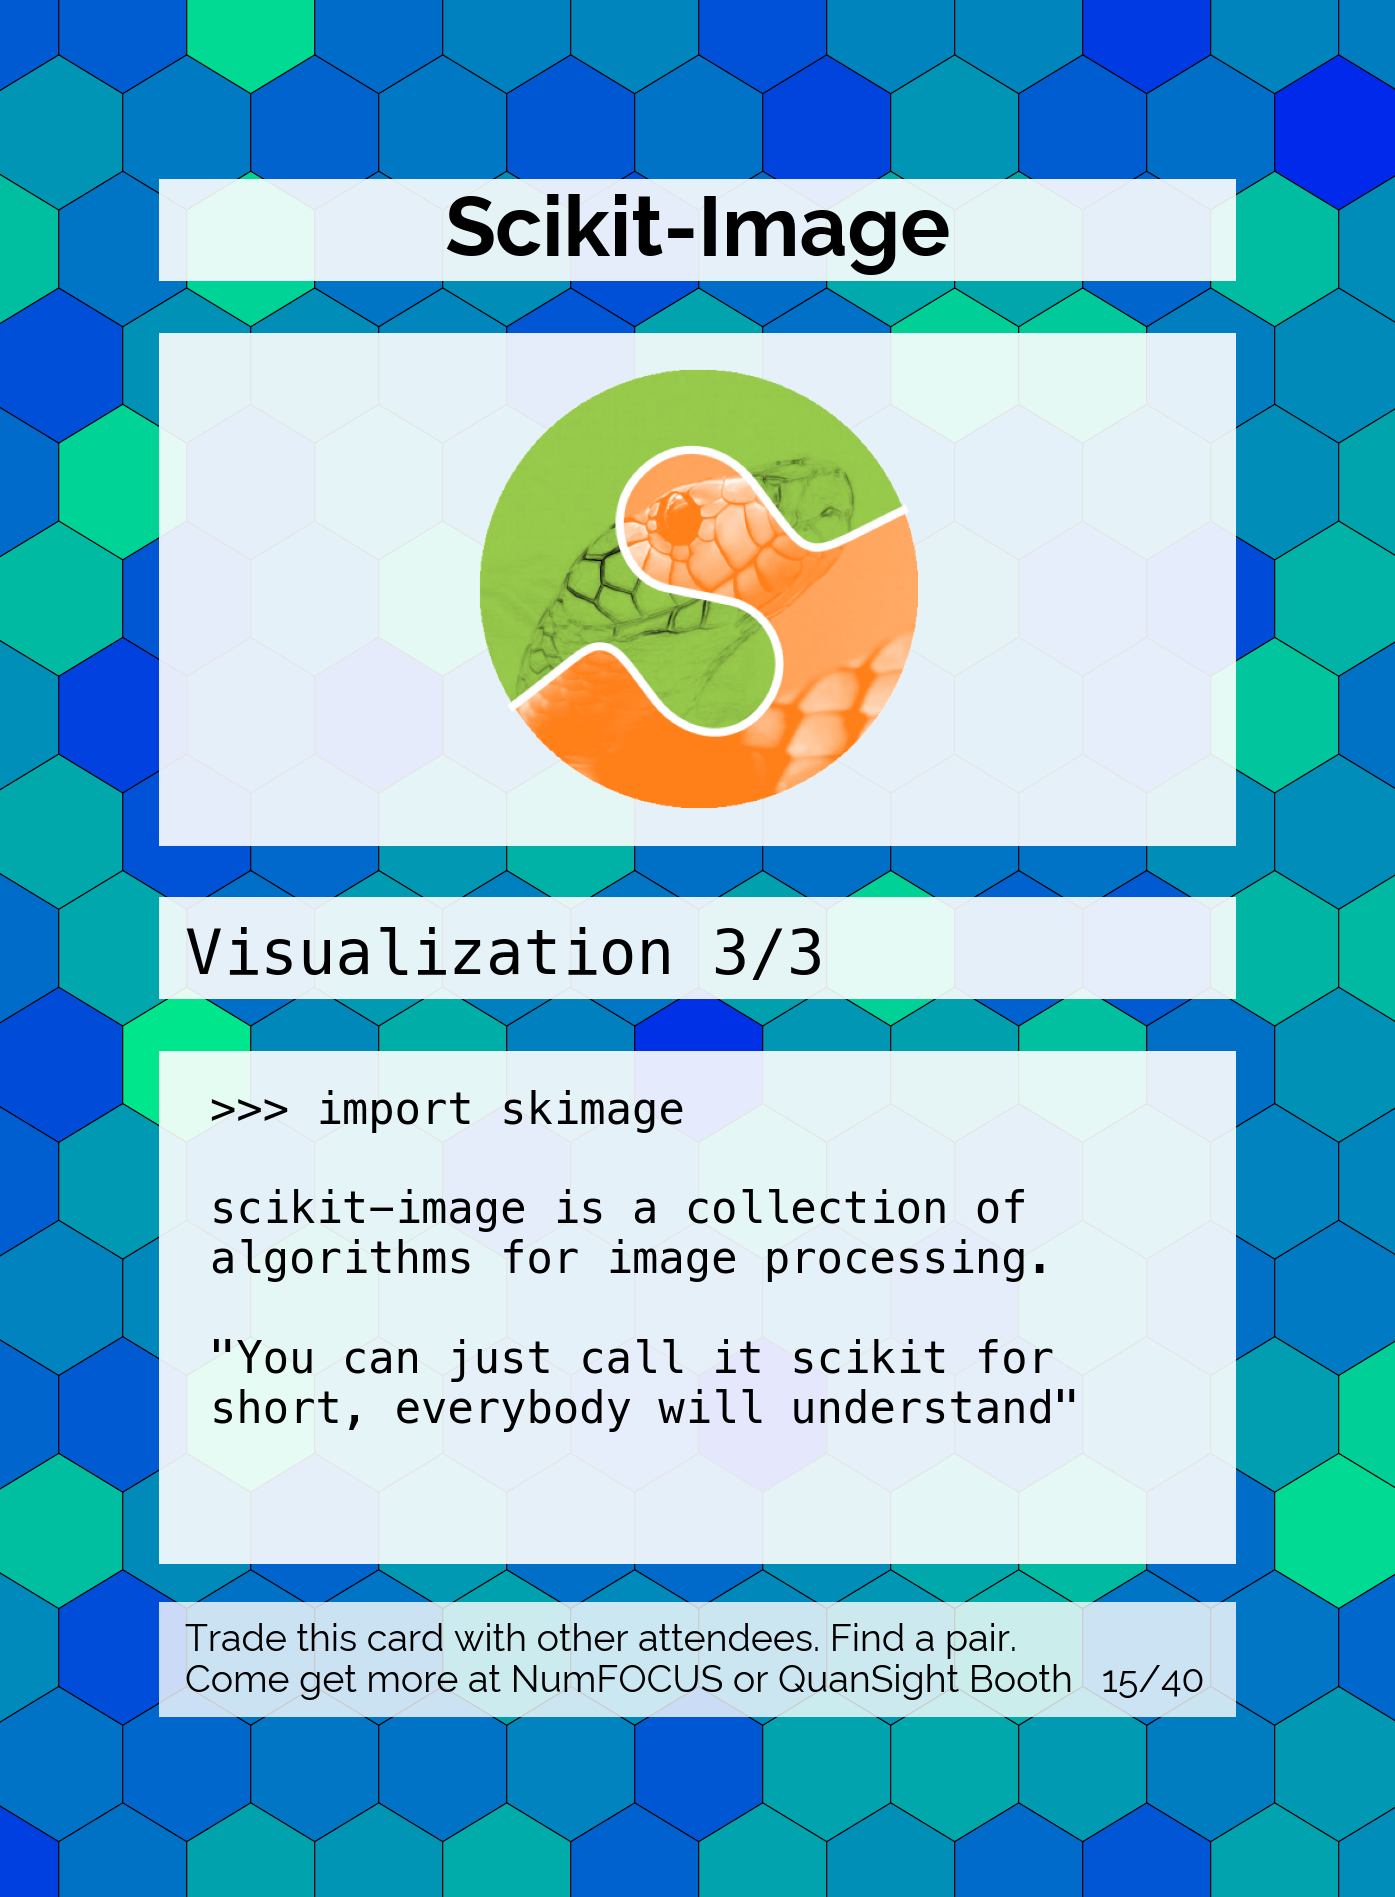 Scikit-Image
Visualization 3/3
>>> import skimage
scikit-image is a collection of
algorithms for image processing.
"You can just call it scikit for
short, everybody will understand"
Trade this card with other attendees. Find a pair.
Come get more at NumFOCUS or QuanSight Booth 15/40